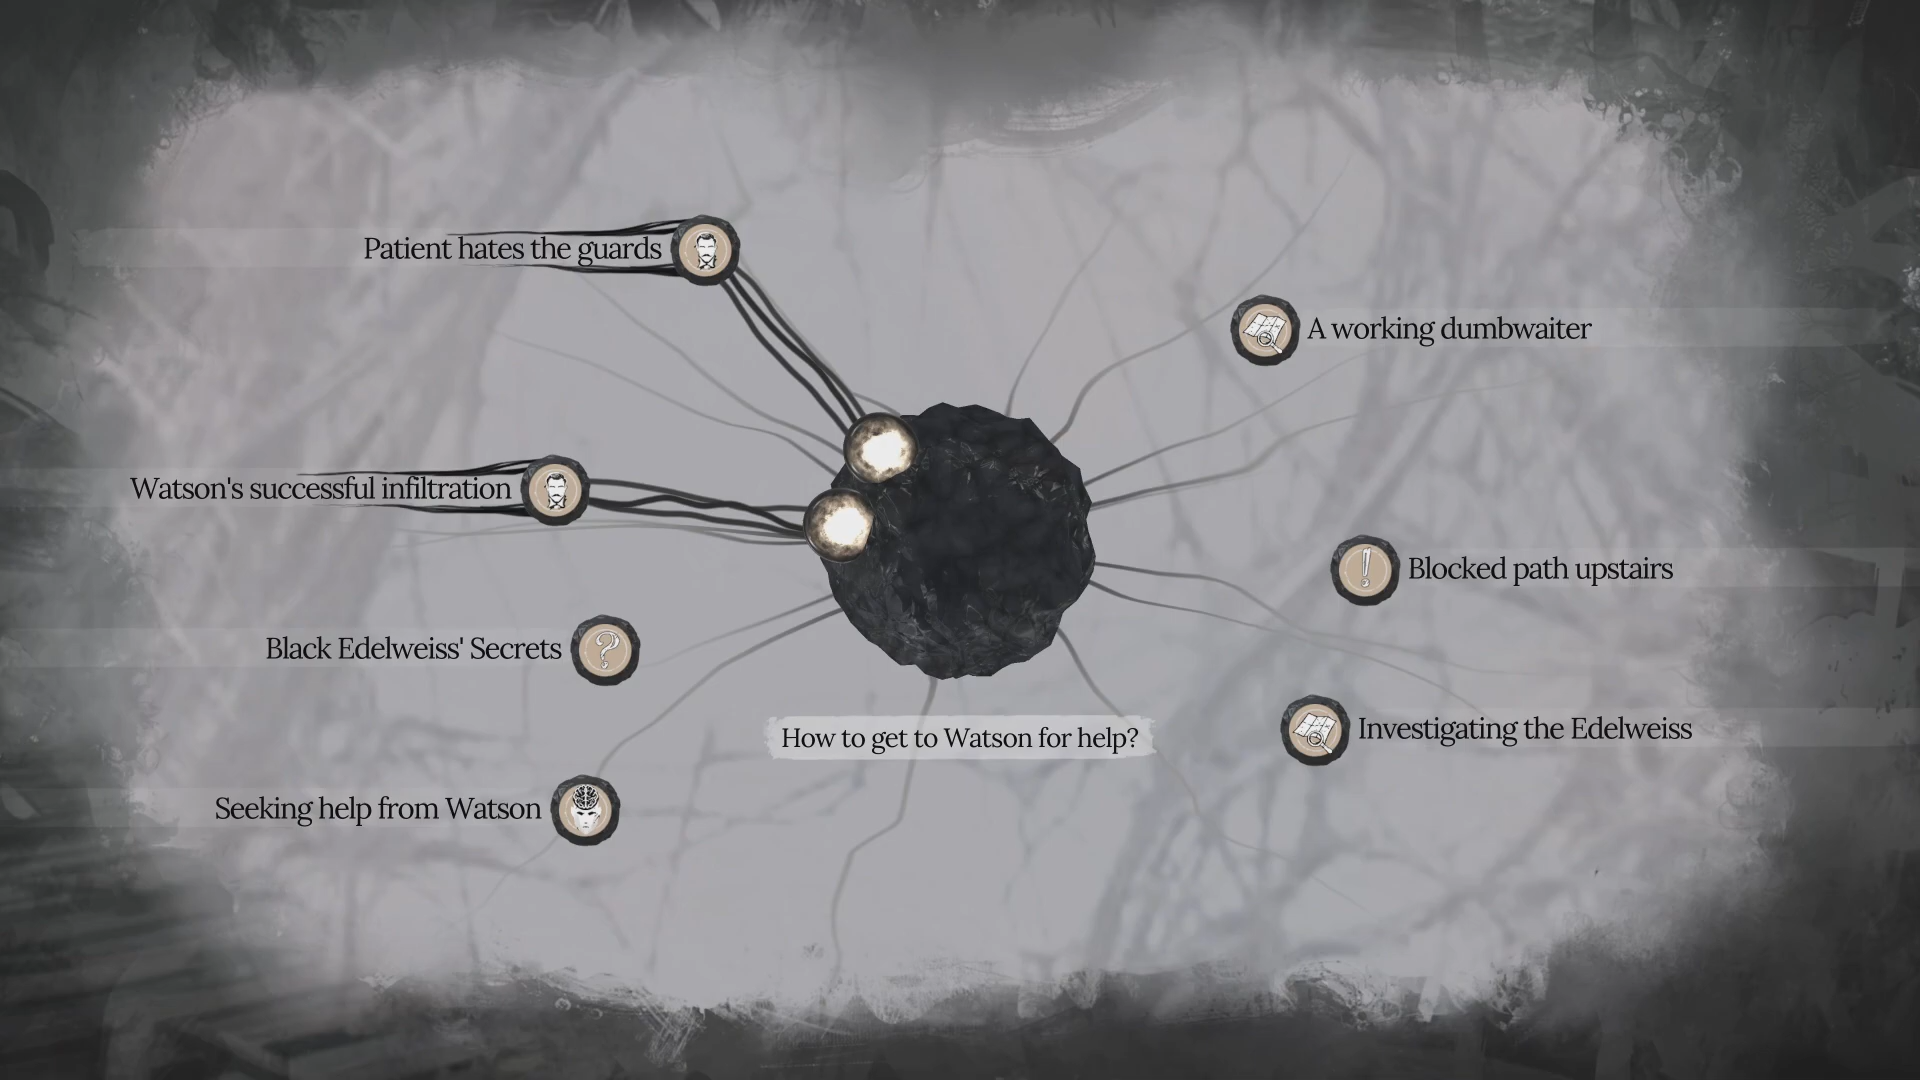 Patient hates the guards
A working dumbwaiter
Watson's successful infiltration
Blocked path upstairs
Black Edelweiss' Secrets
Investigating the Edelweiss
How to get to Watson for help?
Seeking help from Watson